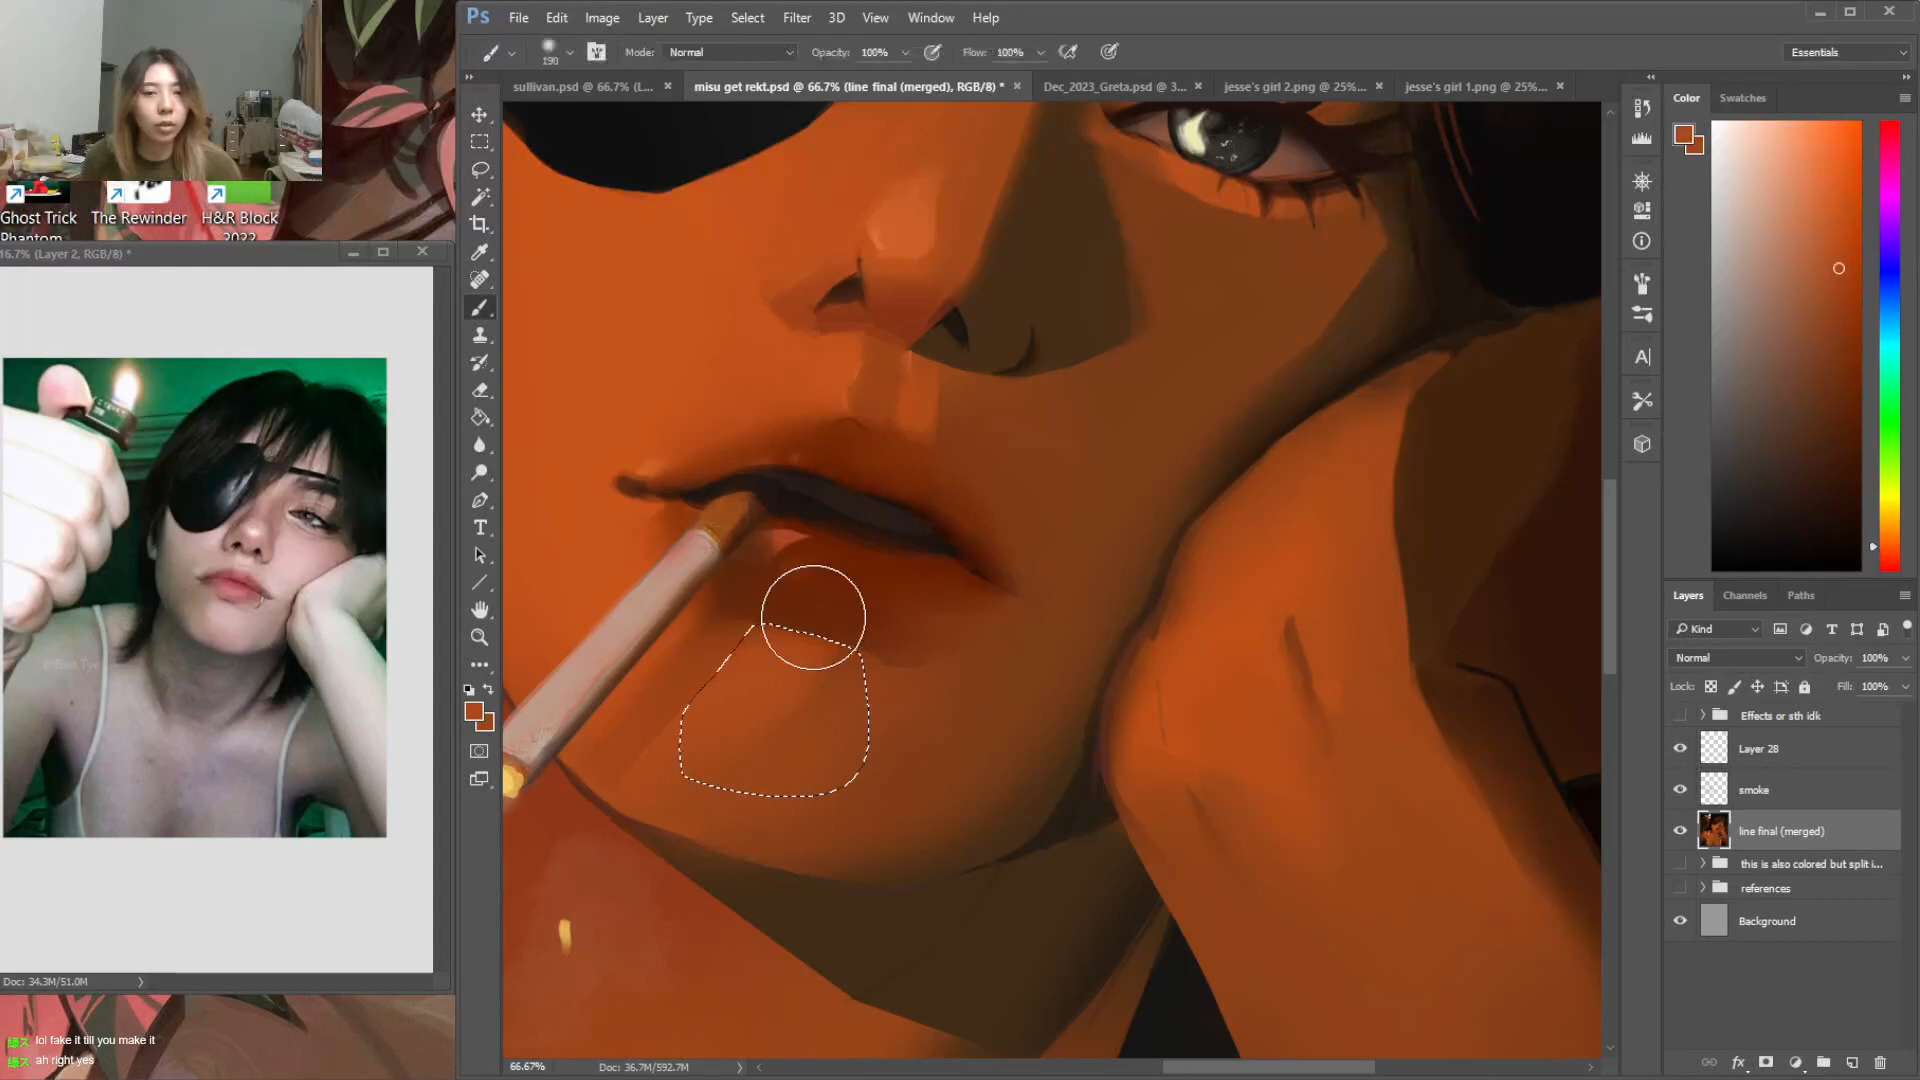 Ps File Edit Image Layer Type Select Filter 3D View Window Help
190 Mode: Normal Opacity: 100% Flow: 100% Essentials
sullivan.psd @ 66.7% (L... misu get rekt.psd @ 66.7% (line final (merged), RGB/8) * Dec_2023_Greta.psd @ 3... jesse's girl 2.png @ 25%... jesse's girl 1.png @ 25%...
Ghost Trick The Rewinder H&R Block
Phantom 2022
16.7% (Layer 2, RGB/8) *
Doc: 34.3M/51.0M
lol fake it till you make it
ah right yes
66.67% Doc: 36.7M/592.7M
Color Swatches
Layers Channels Paths
Kind
Normal Opacity: 100%
Lock: Fill: 100%
Effects or sth idk
Layer 28
smoke
line final (merged)
this is also colored but split i...
references
Background